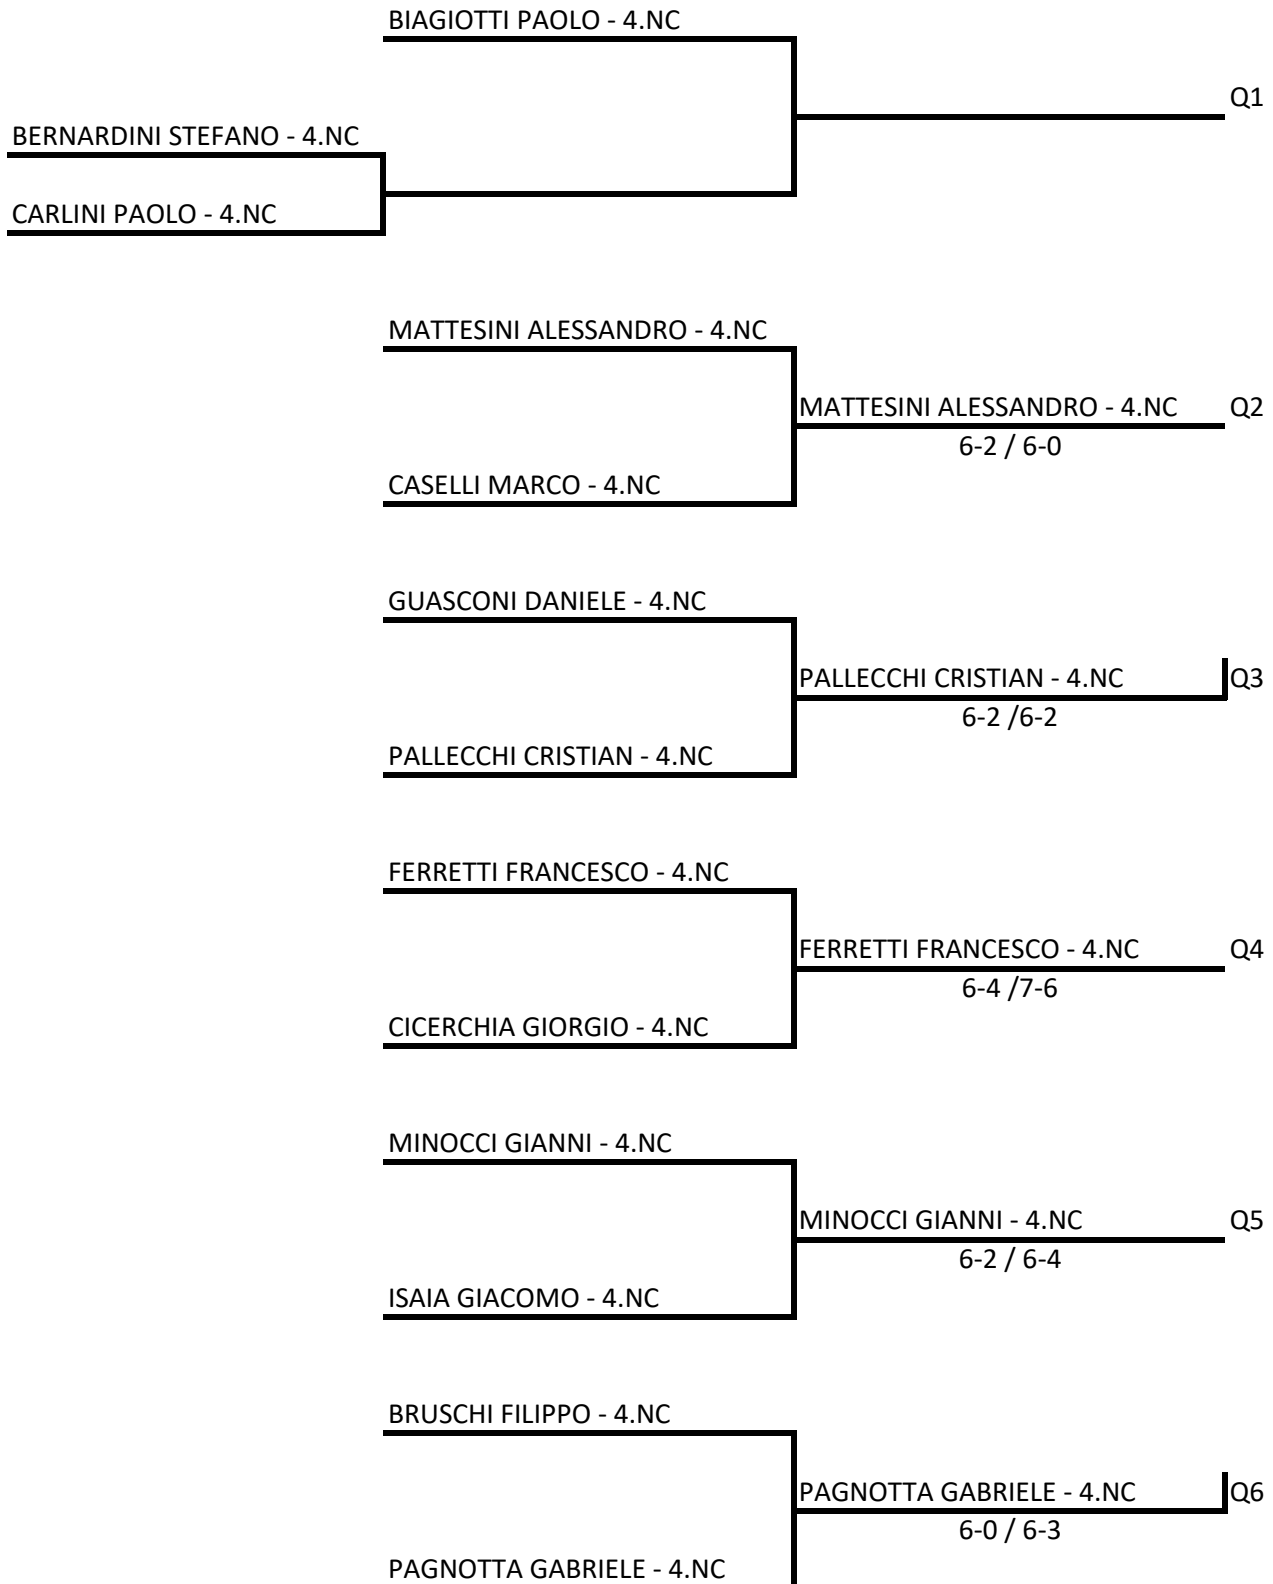 BIAGIOTTI PAOLO - 4.NC
Q1
BERNARDINI STEFANO - 4.NC
CARLINI PAOLO - 4.NC
MATTESINI ALESSANDRO - 4.NC
MATTESINI ALESSANDRO - 4.NC Q2
6-2 / 6-0
CASELLI MARCO - 4.NC
GUASCONI DANIELE - 4.NC
PALLECCHI CRISTIAN - 4.NC Q3
6-2 /6-2
PALLECCHI CRISTIAN - 4.NC
FERRETTI FRANCESCO - 4.NC
FERRETTI FRANCESCO - 4.NC Q4
6-4 /7-6
CICERCHIA GIORGIO - 4.NC
MINOCCI GIANNI - 4.NC
MINOCCI GIANNI - 4.NC Q5
6-2 / 6-4
ISAIA GIACOMO - 4.NC
BRUSCHI FILIPPO - 4.NC
PAGNOTTA GABRIELE - 4.NC Q6
6-0 / 6-3
PAGNOTTA GABRIELE - 4.NC